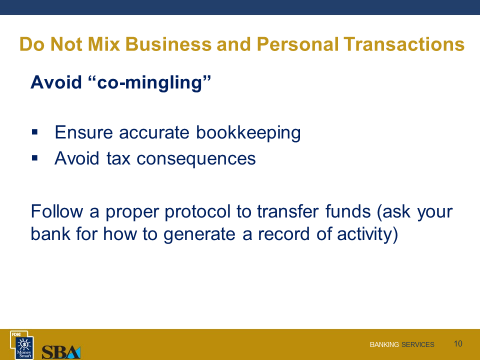 Do Not Mix Business and Personal Transactions
Avoid “co-mingling”
▪ Ensure accurate bookkeeping
▪ Avoid tax consequences
Follow a proper protocol to transfer funds (ask your
bank for how to generate a record of activity)
FDIC
Money
Smart
SBA
BANKING SERVICES 10